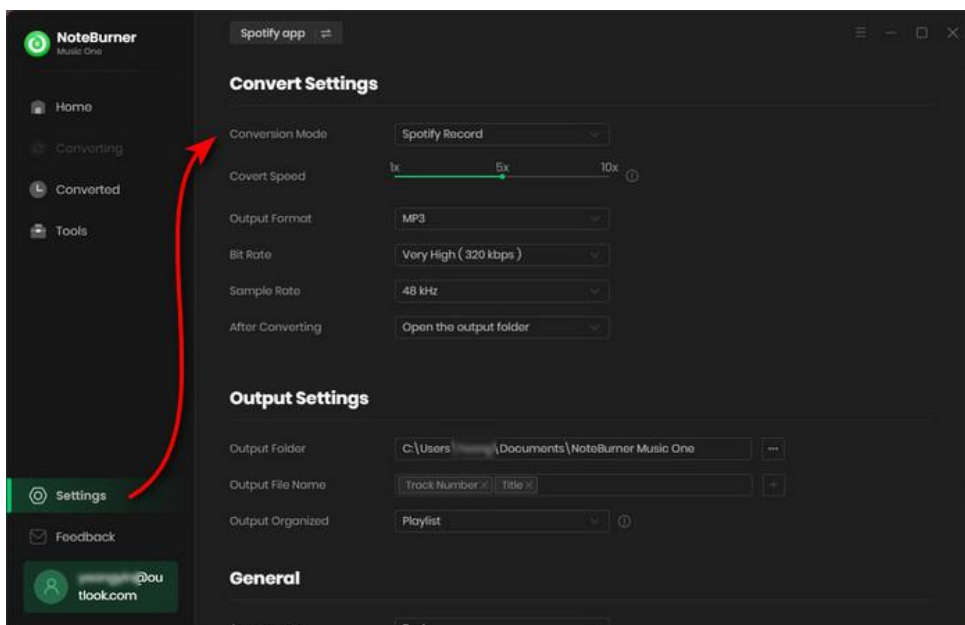 NoteBurner
Music One
Spotify app
Home
Converting
Converted
Tools
Settings
Feedback
@ou
tlook.com
Convert Settings
Conversion Mode Spotify Record
1x 5x 10x
Covert Speed
Output Format MP3
Bit Rate Very High ( 320 kbps )
Sample Rate 48 kHz
After Converting Open the output folder
Output Settings
Output Folder C:\Users \Documents\NoteBurner Music One ...
Output File Name Track Number × Title × +
Output Organized Playlist
General